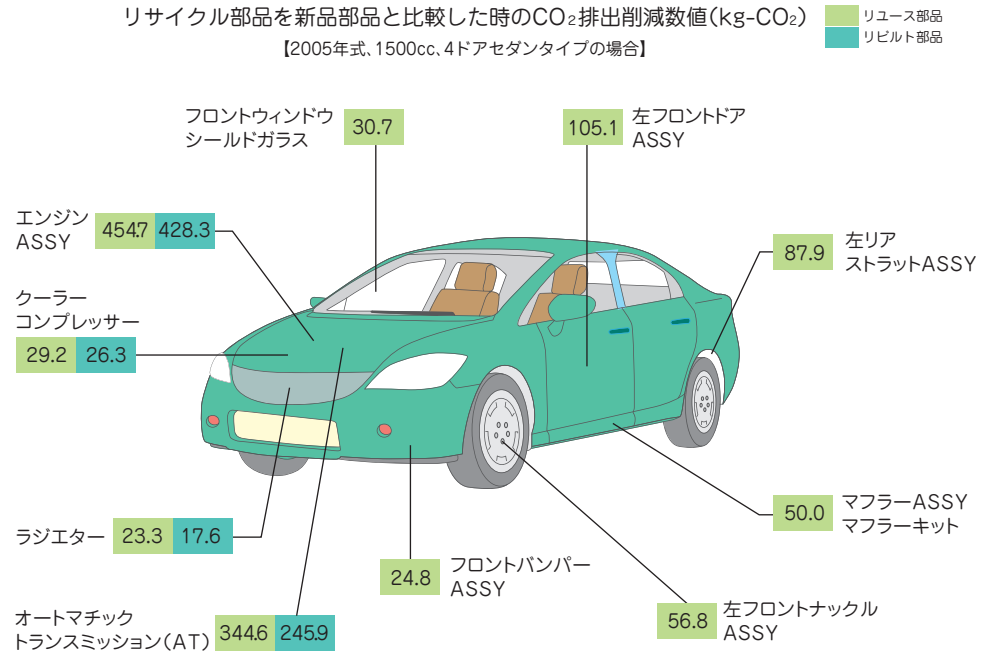 リサイクル部品を新品部品と比較した時のCO₂排出削減数値(kg-CO₂)
【2005年式、1500cc、4ドアセダンタイプの場合】
リユース部品
リビルト部品
フロントウィンドウ
シールドガラス
30.7
105.1
左フロントドア
ASSY
エンジン
ASSY
454.7 428.3
87.9
左リア
ストラットASSY
クーラー
コンプレッサー
29.2 26.3
ラジエター 23.3 17.6
50.0
マフラーASSY
マフラーキット
24.8
フロントバンパー
ASSY
オートマチック
トランスミッション(AT)
344.6 245.9
56.8
左フロントナックル
ASSY